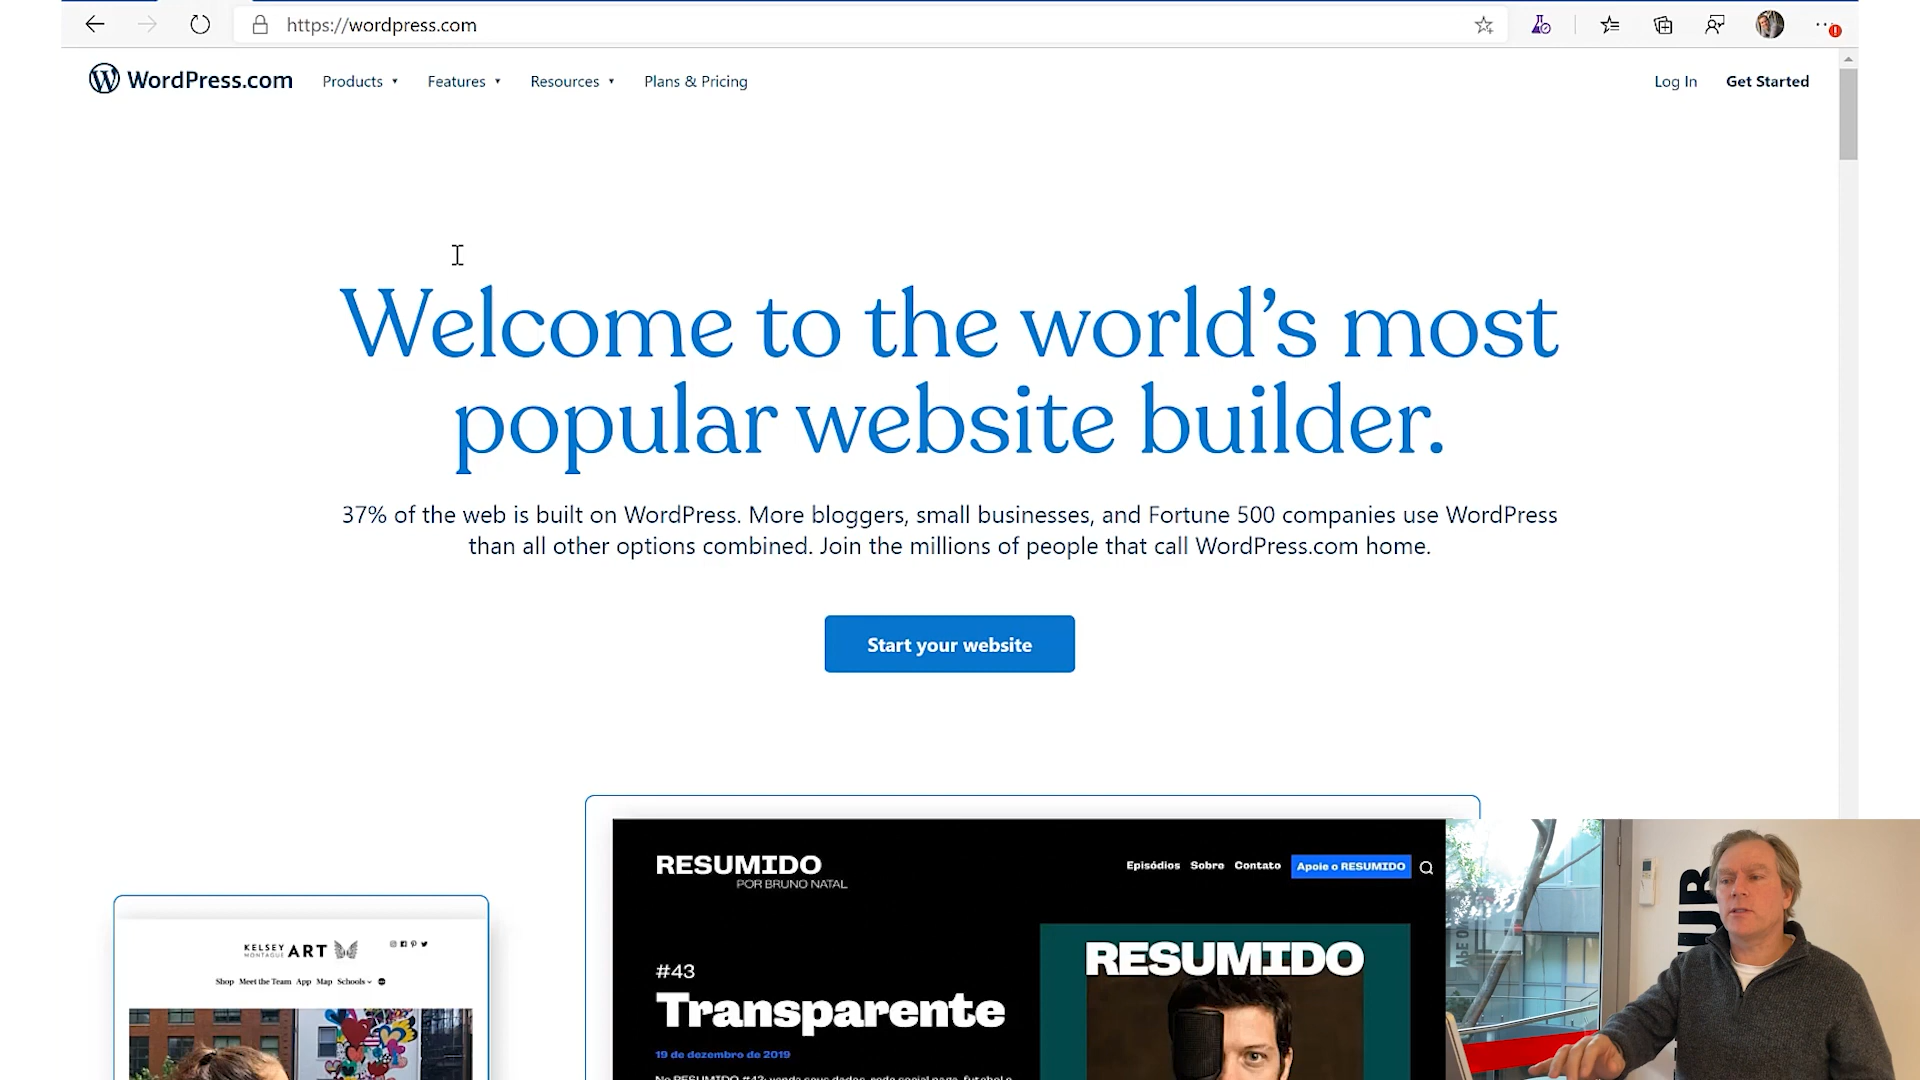 https://wordpress.com
WordPress.com
Products
Features
Resources
Plans & Pricing
Log In
Get Started
Welcome to the world's most
popular website builder.
37% of the web is built on WordPress. More bloggers, small businesses, and Fortune 500 companies use WordPress
than all other options combined. Join the millions of people that call WordPress.com home.
Start your website
RESUMIDO
POR BRUNO NATAL
Episódios Sobre Contato Apoie o RESUMIDO
KELSEY
MONTAGUE
ART
Shop Meet the Team App Map Schools
RESUMIDO
#43
Transparente
19 de dezembro de 2019